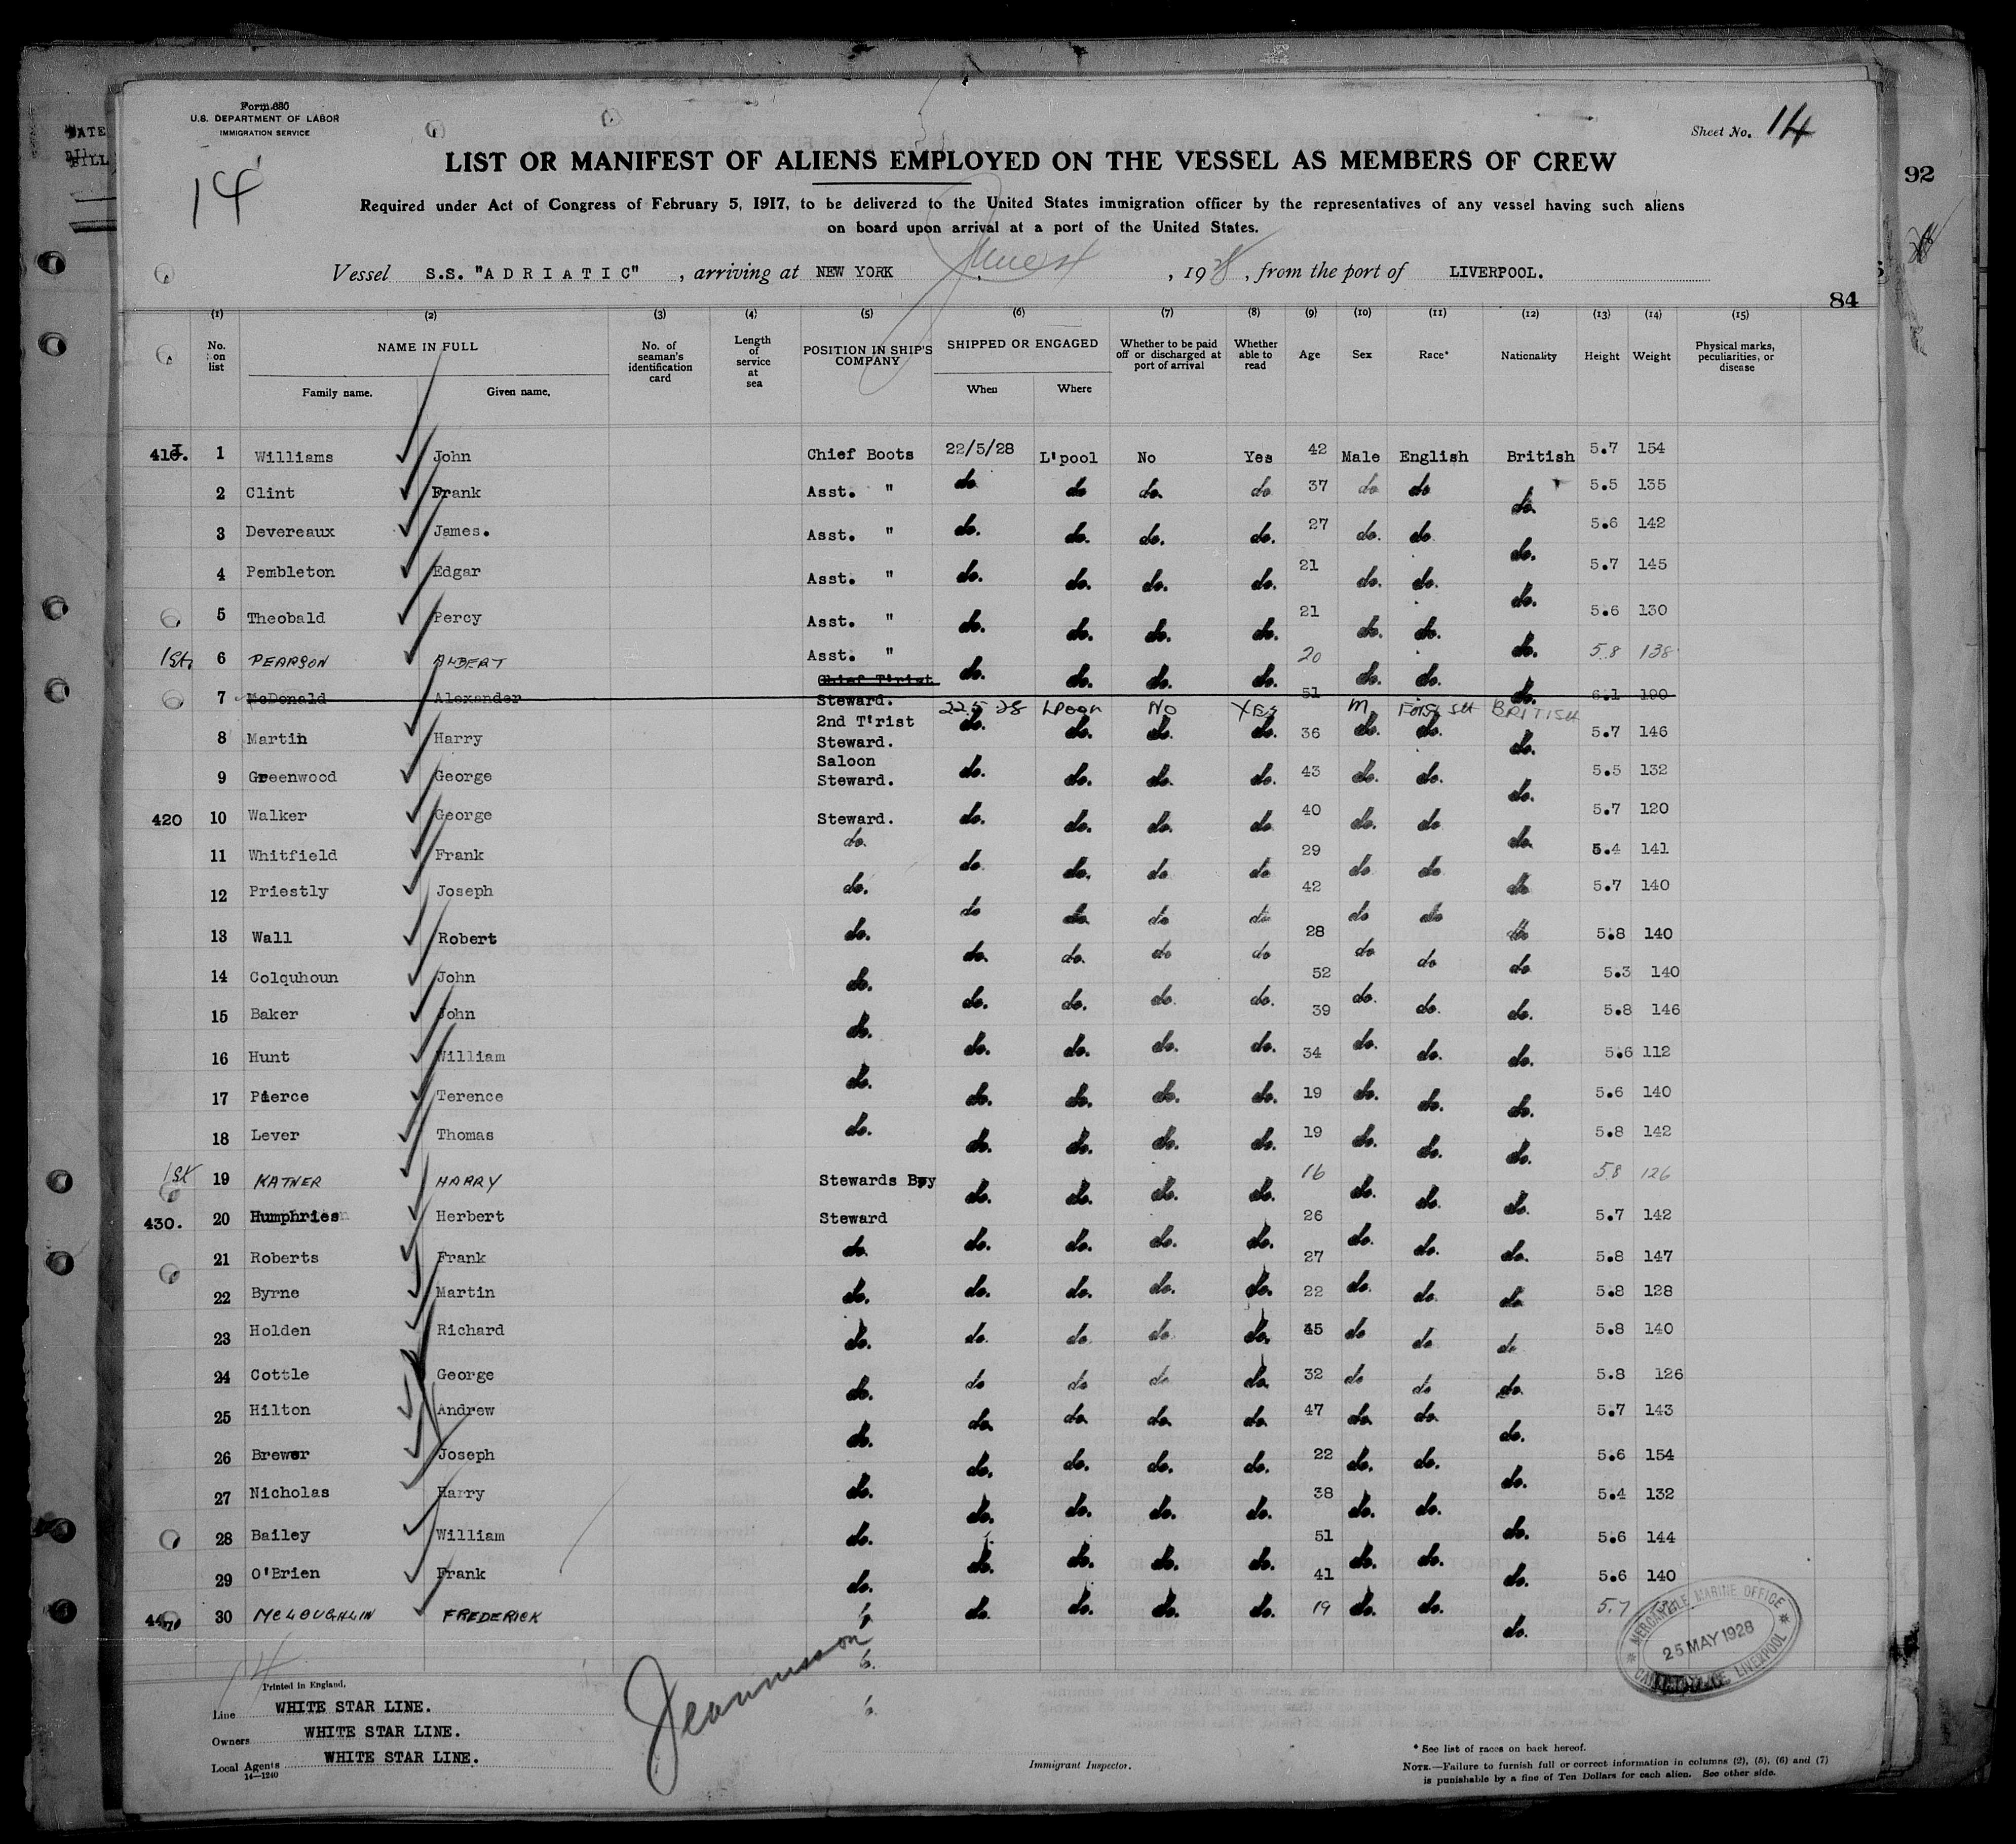 Form 680
U.S. DEPARTMENT OF LABOR
IMMIGRATION SERVICE
Sheet No. 14
14
92
LIST OR MANIFEST OF ALIENS EMPLOYED ON THE VESSEL AS MEMBERS OF CREW
Required under Act of Congress of February 5, 1917, to be delivered to the United States immigration officer by the representatives of any vessel having such aliens
on board upon arrival at a port of the United States.
Vessel S.S. "ADRIATIC" , arriving at NEW YORK , 1928 , from the port of LIVERPOOL.
84
(1) (2) (3) (4) (5) (6) (7) (8) (9) (10) (11) (12) (13) (14) (15)
No. on list NAME IN FULL Family name. Given name. No. of seaman's identification card Length of service at sea POSITION IN SHIP'S COMPANY SHIPPED OR ENGAGED When Where Whether to be paid off or discharged at port of arrival Whether able to read Age Sex Race* Nationality Height Weight Physical marks, peculiarities, or disease
1 Williams John Chief Boots 22/5/28 L'pool No Yes 42 Male English British 5.7 154
2 Clint Frank Asst. " do. do do. do 37 do do do. 5.5 135
3 Devereaux James. Asst. " do. do. do. do. 27 do. do. do. 5.6 142
4 Pembleton Edgar Asst. " do. do. do. do. 21 do. do. do. 5.7 145
5 Theobald Percy Asst. " do. do. do. do. 21 do. do. do. 5.6 130
1st. 6 PEARSON ALBERT Asst. " do. do. do. do. 20 do. do. do. 5.8 138
7 McDonald Alexander Chief T'rist Steward. 22 5 28 LPOOL No YES 51 M. ENGLISH BRITISH 6.1 190
8 Martin Harry 2nd T'rist Steward. do. do. do. do. 36 do. do. do. 5.7 146
9 Greenwood George Saloon Steward. do. do. do. do. 43 do. do. do. 5.5 132
420 10 Walker George Steward. do. do. do. do 40 do. do do. 5.7 120
11 Whitfield Frank do. do. do. do do. 29 do do do 5.4 141
12 Priestly Joseph do. do do. do do. 42 do do do 5.7 140
13 Wall Robert do. do. do. do do 28 do do do 5.8 140
14 Colquhoun John do. do. do. do. do. 52 do. do. do. 5.3 140
15 Baker John do. do. do. do. do. 39 do. do. do. 5.8 146
16 Hunt William do. do. do. do. do. 34 do. do. do. 5.6 112
17 Pierce Terence do. do. do. do. do. 19 do. do. do. 5.6 140
18 Lever Thomas do. do. do. do. do. 19 do. do. do. 5.8 142
1st 19 KATNER HARRY Stewards Boy do. do. do. do. 16 do. do. do. 5.8 126
430. 20 Humphries Herbert Steward do. do. do. do. 26 do. do. do. 5.7 142
21 Roberts Frank do. do. do. do. do. 27 do. do. do. 5.8 147
22 Byrne Martin do. do. do. do. do. 22 do. do. do. 5.8 128
23 Holden Richard do. do. do. do. do. 45 do do do 5.8 140
24 Cottle George do. do do do do. 32 do do do. 5.8 126
25 Hilton Andrew do. do. do. do. do. 47 do. do. do. 5.7 143
26 Brewer Joseph do. do. do. do. do. 22 do. do. do. 5.6 154
27 Nicholas Harry do. do. do. do. do. 38 do. do. do. 5.4 132
28 Bailey William do. do. do. do. do. 51 do. do. do. 5.6 144
29 O'Brien Frank do. do. do. do. do. 41 do. do. do. 5.6 140
30 McLOUGHLIN FREDERICK do. do. do. do. 19 do. do. do. 5.7
MERCANTILE MARINE OFFICE
25 MAY 1928
LIVERPOOL
14
Printed in England,
Line WHITE STAR LINE.
Owners WHITE STAR LINE.
Local Agents WHITE STAR LINE.
14—1240
Immigrant Inspector.
* See list of races on back hereof.
NOTE.—Failure to furnish full or correct information in columns (2), (5), (6) and (7)
is punishable by a fine of Ten Dollars for each alien. See other side.